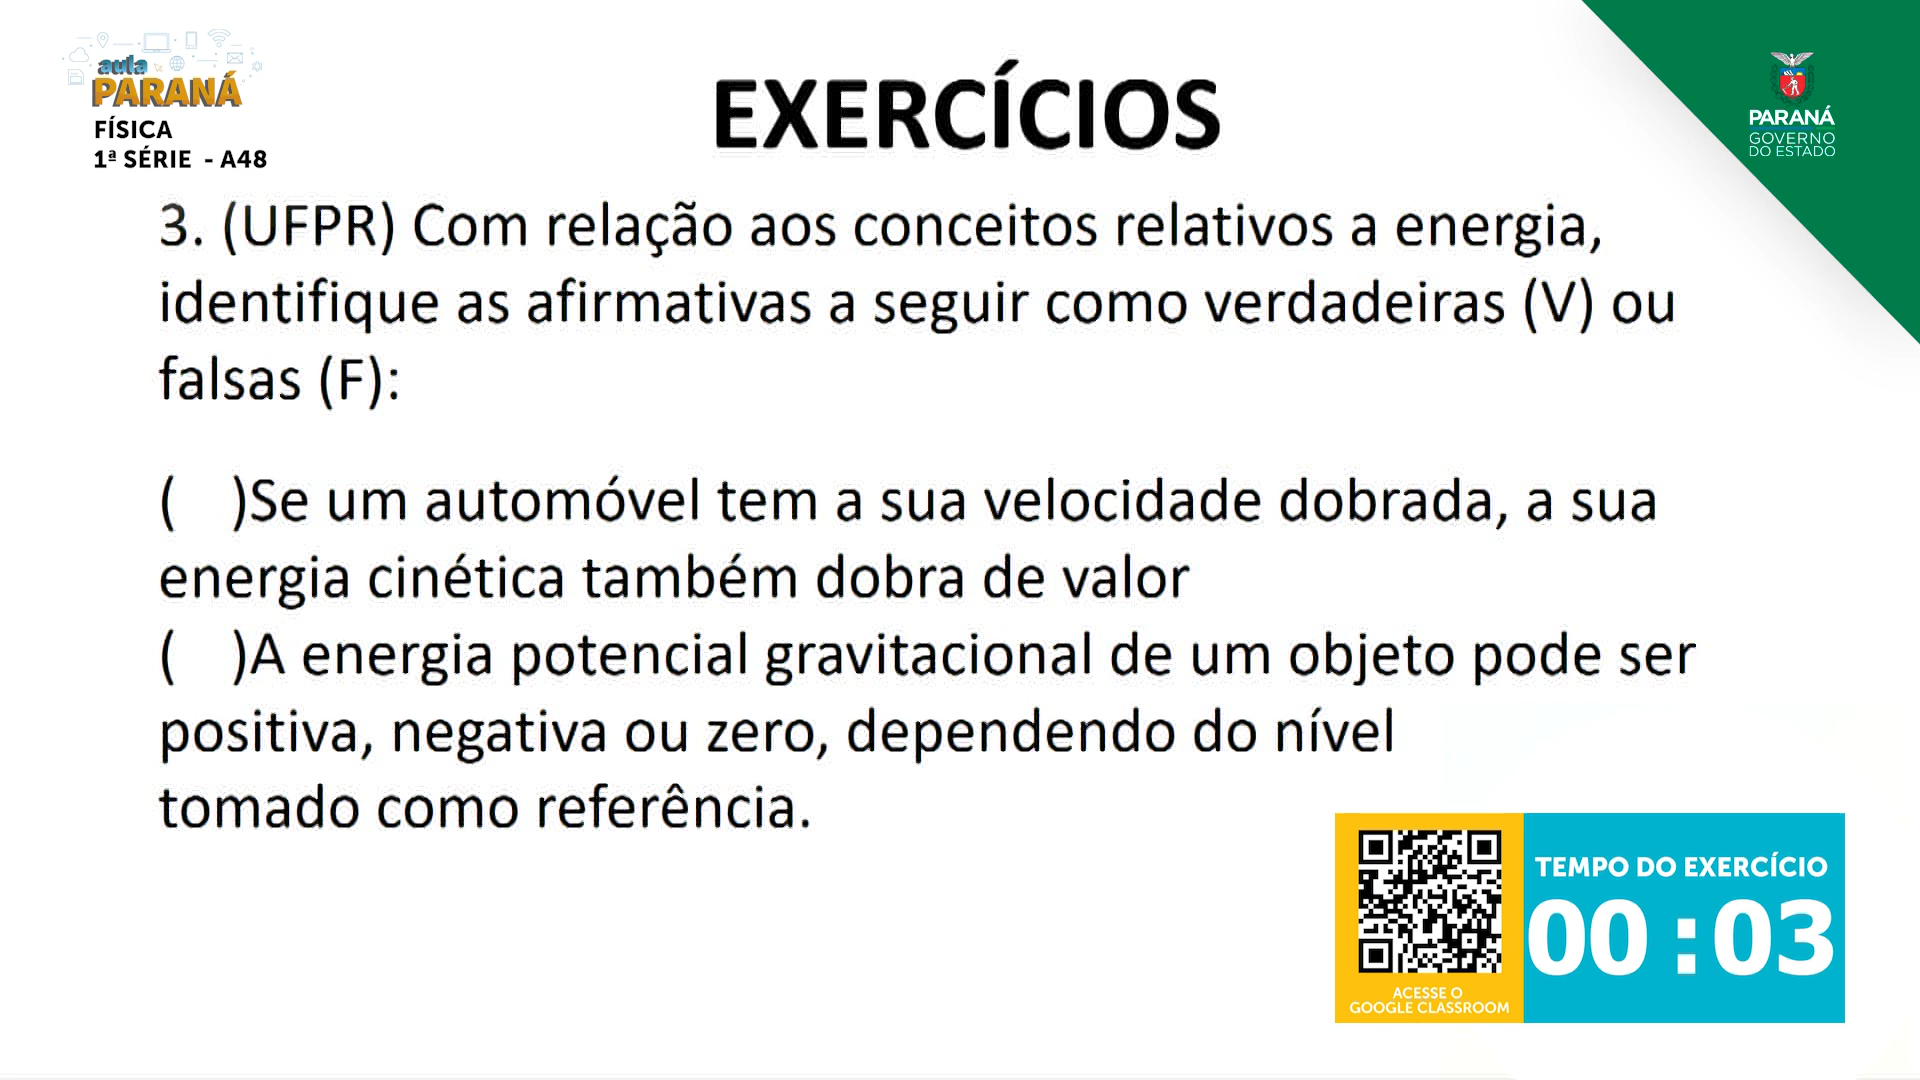 aula
PARANÁ
FÍSICA
1ª SÉRIE - A48
EXERCÍCIOS
PARANÁ
GOVERNO
DO ESTADO
3. (UFPR) Com relação aos conceitos relativos a energia,
identifique as afirmativas a seguir como verdadeiras (V) ou
falsas (F):
( )Se um automóvel tem a sua velocidade dobrada, a sua
energia cinética também dobra de valor
( )A energia potencial gravitacional de um objeto pode ser
positiva, negativa ou zero, dependendo do nível
tomado como referência.
TEMPO DO EXERCÍCIO
00:03
ACESSE O
GOOGLE CLASSROOM